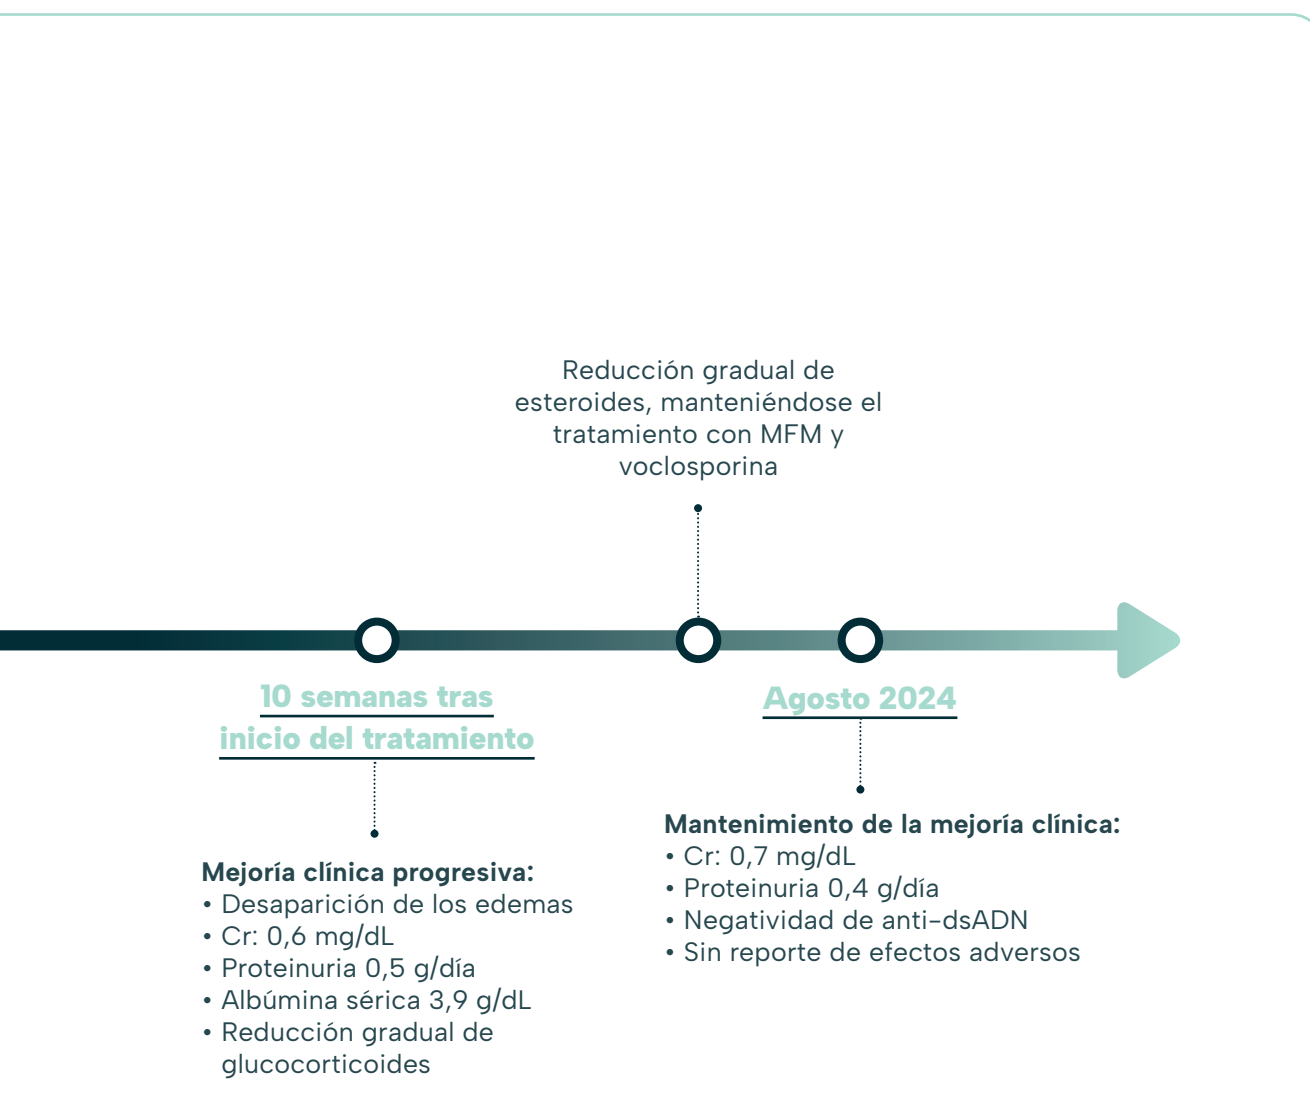 Reducción gradual de
esteroides, manteniéndose el
tratamiento con MFM y
voclosporina
10 semanas tras
inicio del tratamiento
Mejoría clínica progresiva:
• Desaparición de los edemas
• Cr: 0,6 mg/dL
• Proteinuria 0,5 g/día
• Albúmina sérica 3,9 g/dL
• Reducción gradual de
glucocorticoides
Agosto 2024
Mantenimiento de la mejoría clínica:
• Cr: 0,7 mg/dL
• Proteinuria 0,4 g/día
• Negatividad de anti-dsADN
• Sin reporte de efectos adversos